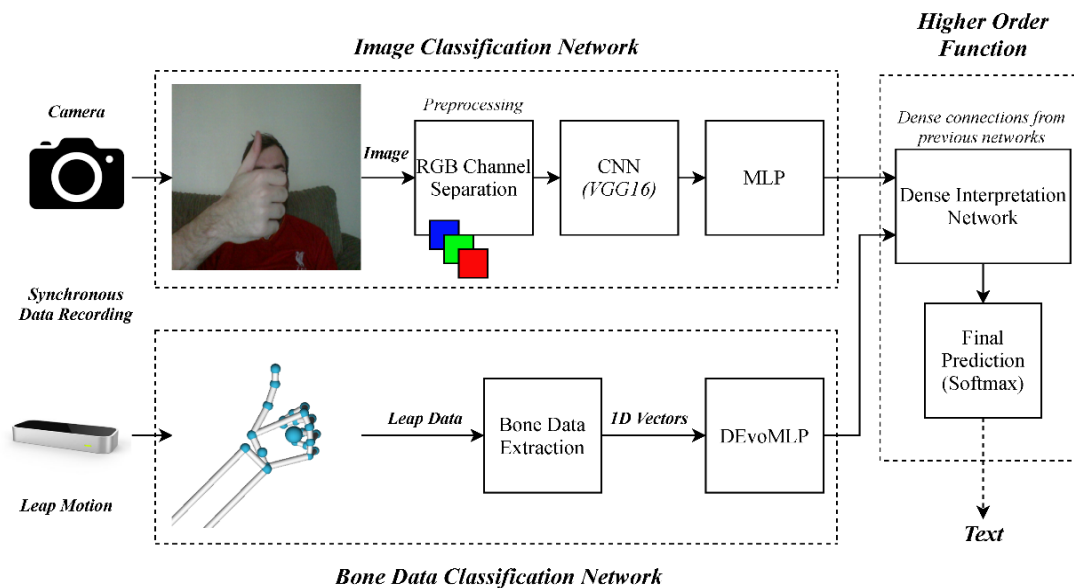 Image Classification Network
Higher Order
Function
Camera
Image
Preprocessing
RGB Channel
Separation
CNN
(VGG16)
MLP
Dense connections from
previous networks
Dense Interpretation
Network
Synchronous
Data Recording
Final
Prediction
(Softmax)
Leap Data
Bone Data
Extraction
1D Vectors
DEvoMLP
Leap Motion
Text
Bone Data Classification Network